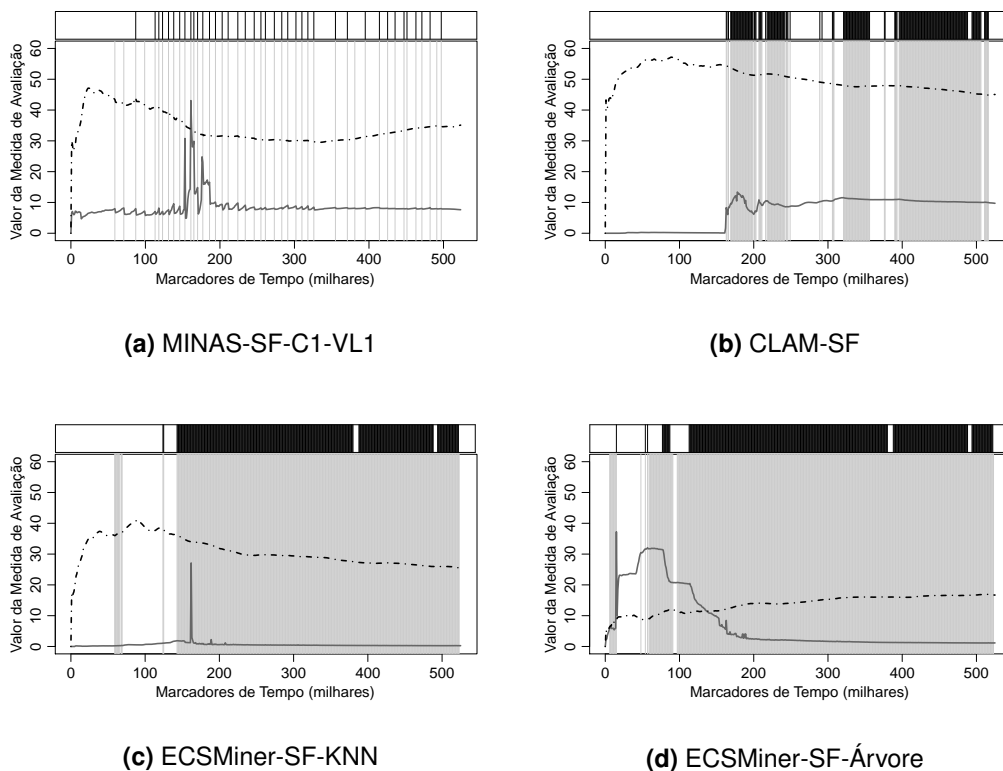 Valor da Medida de Avaliação
60
50
40
30
20
10
0
0 100 200 300 400 500
Marcadores de Tempo (milhares)
(a) MINAS-SF-C1-VL1
Valor da Medida de Avaliação
60
50
40
30
20
10
0
0 100 200 300 400 500
Marcadores de Tempo (milhares)
(b) CLAM-SF
Valor da Medida de Avaliação
60
50
40
30
20
10
0
0 100 200 300 400 500
Marcadores de Tempo (milhares)
(c) ECSMiner-SF-KNN
Valor da Medida de Avaliação
60
50
40
30
20
10
0
0 100 200 300 400 500
Marcadores de Tempo (milhares)
(d) ECSMiner-SF-Árvore